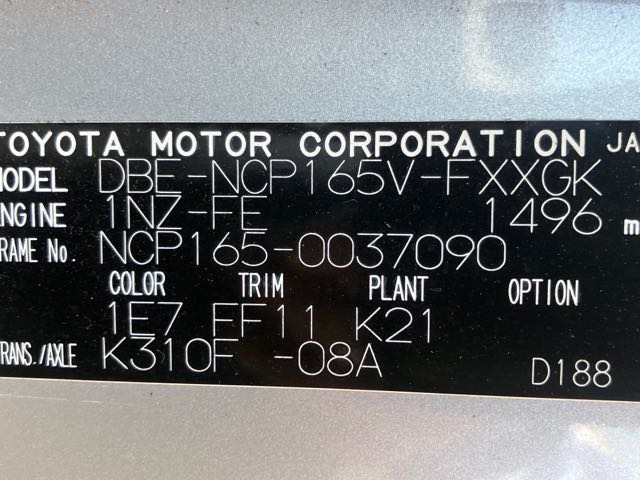 TOYOTA MOTOR CORPORATION JA
MODEL DBE-NCP165V-FXXGK
ENGINE 1NZ-FE 1496 m
FRAME No. NCP165-0037090
COLOR TRIM PLANT OPTION
1E7 FF11 K21
TRANS./AXLE K310F -08A
D188